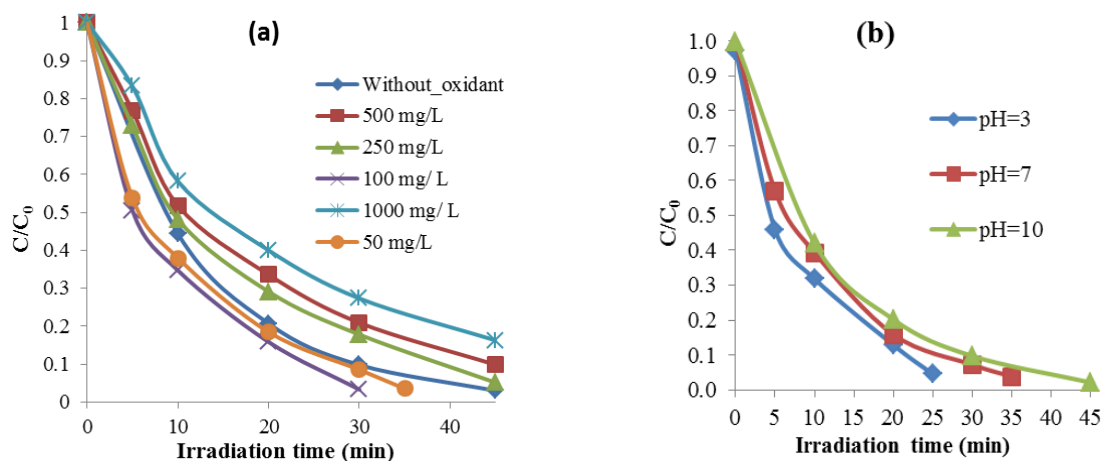 (a)
1
0.9
0.8
0.7
0.6
0.5
0.4
0.3
0.2
0.1
0
C/C0
0
10
20
30
40
Irradiation time (min)
Without_oxidant
500 mg/L
250 mg/L
100 mg/ L
1000 mg/ L
50 mg/L
(b)
1.0
0.9
0.8
0.7
0.6
0.5
0.4
0.3
0.2
0.1
0.0
C/C0
0
5
10
15
20
25
30
35
40
45
Irradiation time (min)
pH=3
pH=7
pH=10